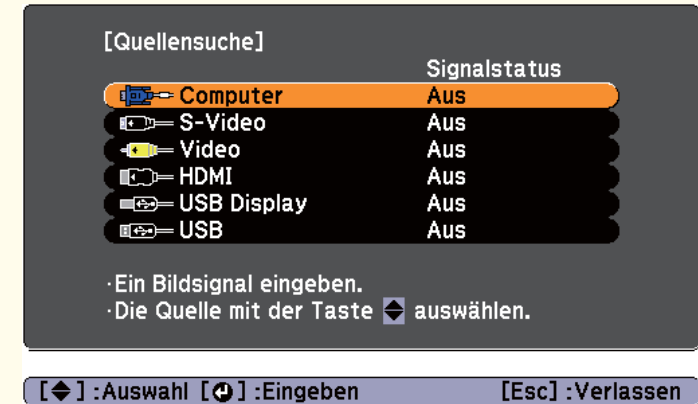 [Quellensuche]
Signalstatus
Computer Aus
S-Video Aus
Video Aus
HDMI Aus
USB Display Aus
USB Aus
·Ein Bildsignal eingeben.
·Die Quelle mit der Taste auswählen.
[ ] :Auswahl [ ] :Eingeben [Esc] :Verlassen